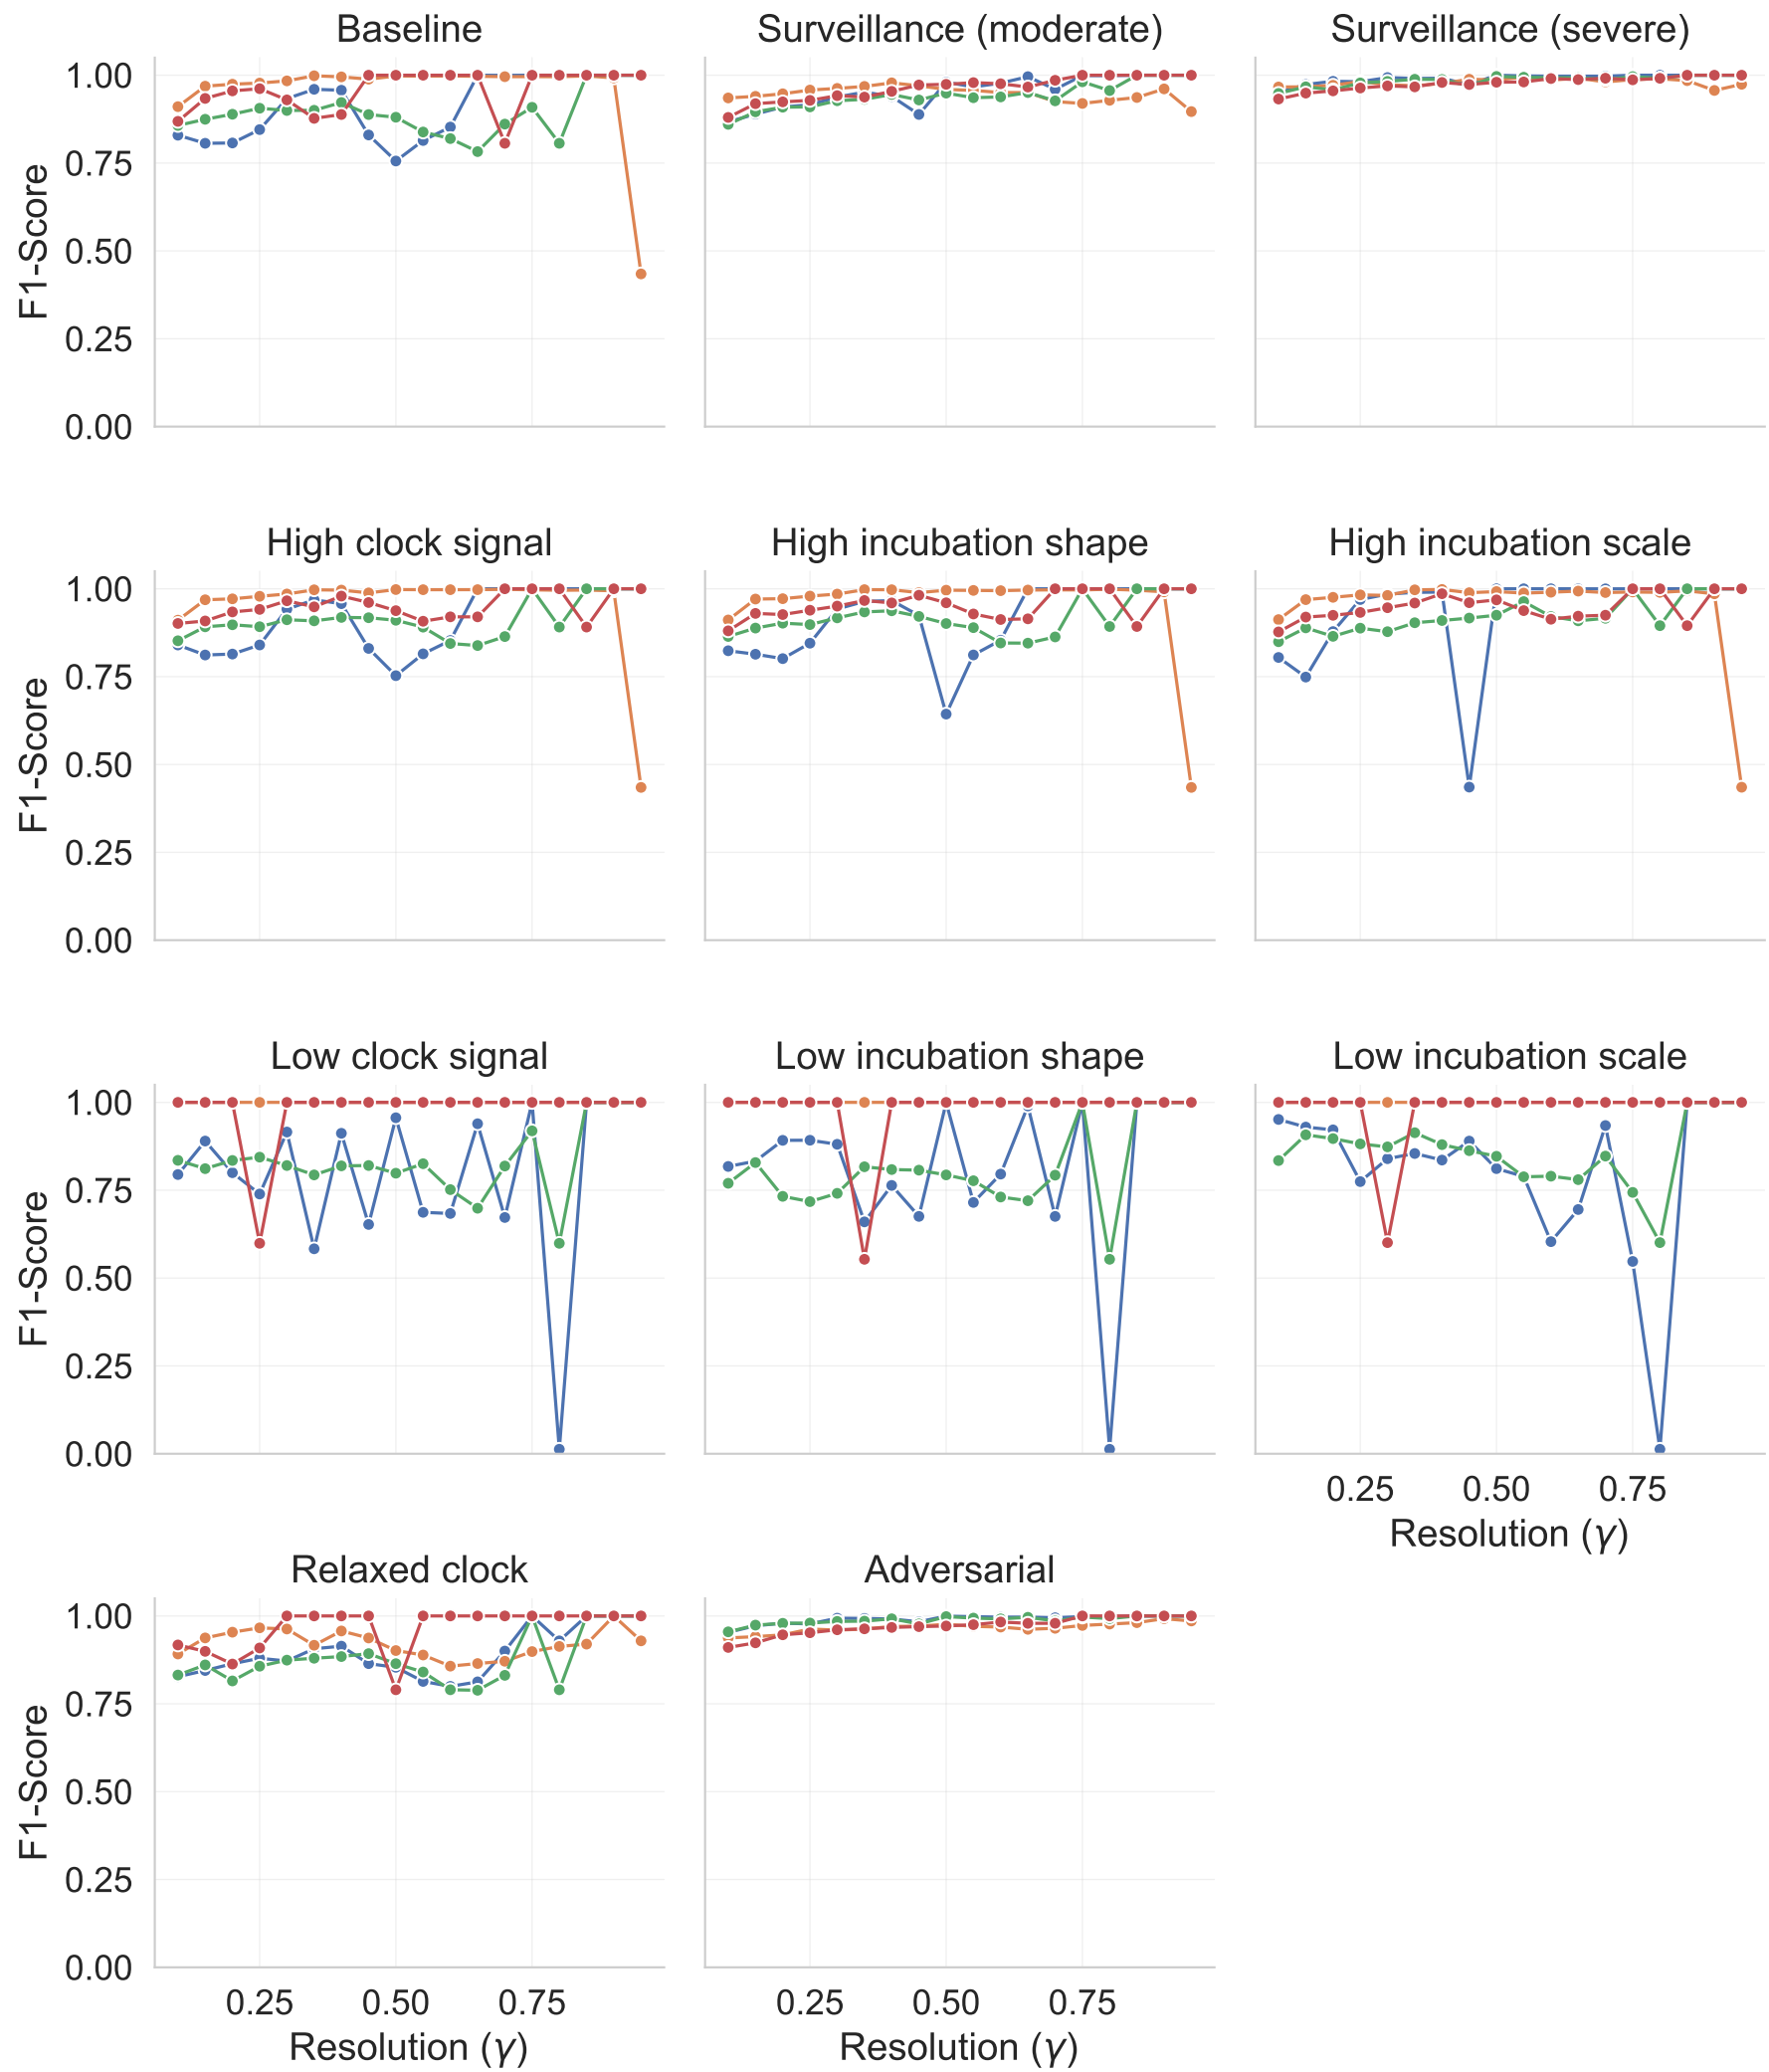 Baseline
Surveillance (moderate)
Surveillance (severe)
1.00
0.75
0.50
0.25
0.00
F1-Score
High clock signal
High incubation shape
High incubation scale
1.00
0.75
0.50
0.25
0.00
F1-Score
Low clock signal
Low incubation shape
Low incubation scale
1.00
0.75
0.50
0.25
0.00
F1-Score
0.25 0.50 0.75
Resolution (γ)
Relaxed clock
Adversarial
1.00
0.75
0.50
0.25
0.00
F1-Score
0.25 0.50 0.75
Resolution (γ)
0.25 0.50 0.75
Resolution (γ)